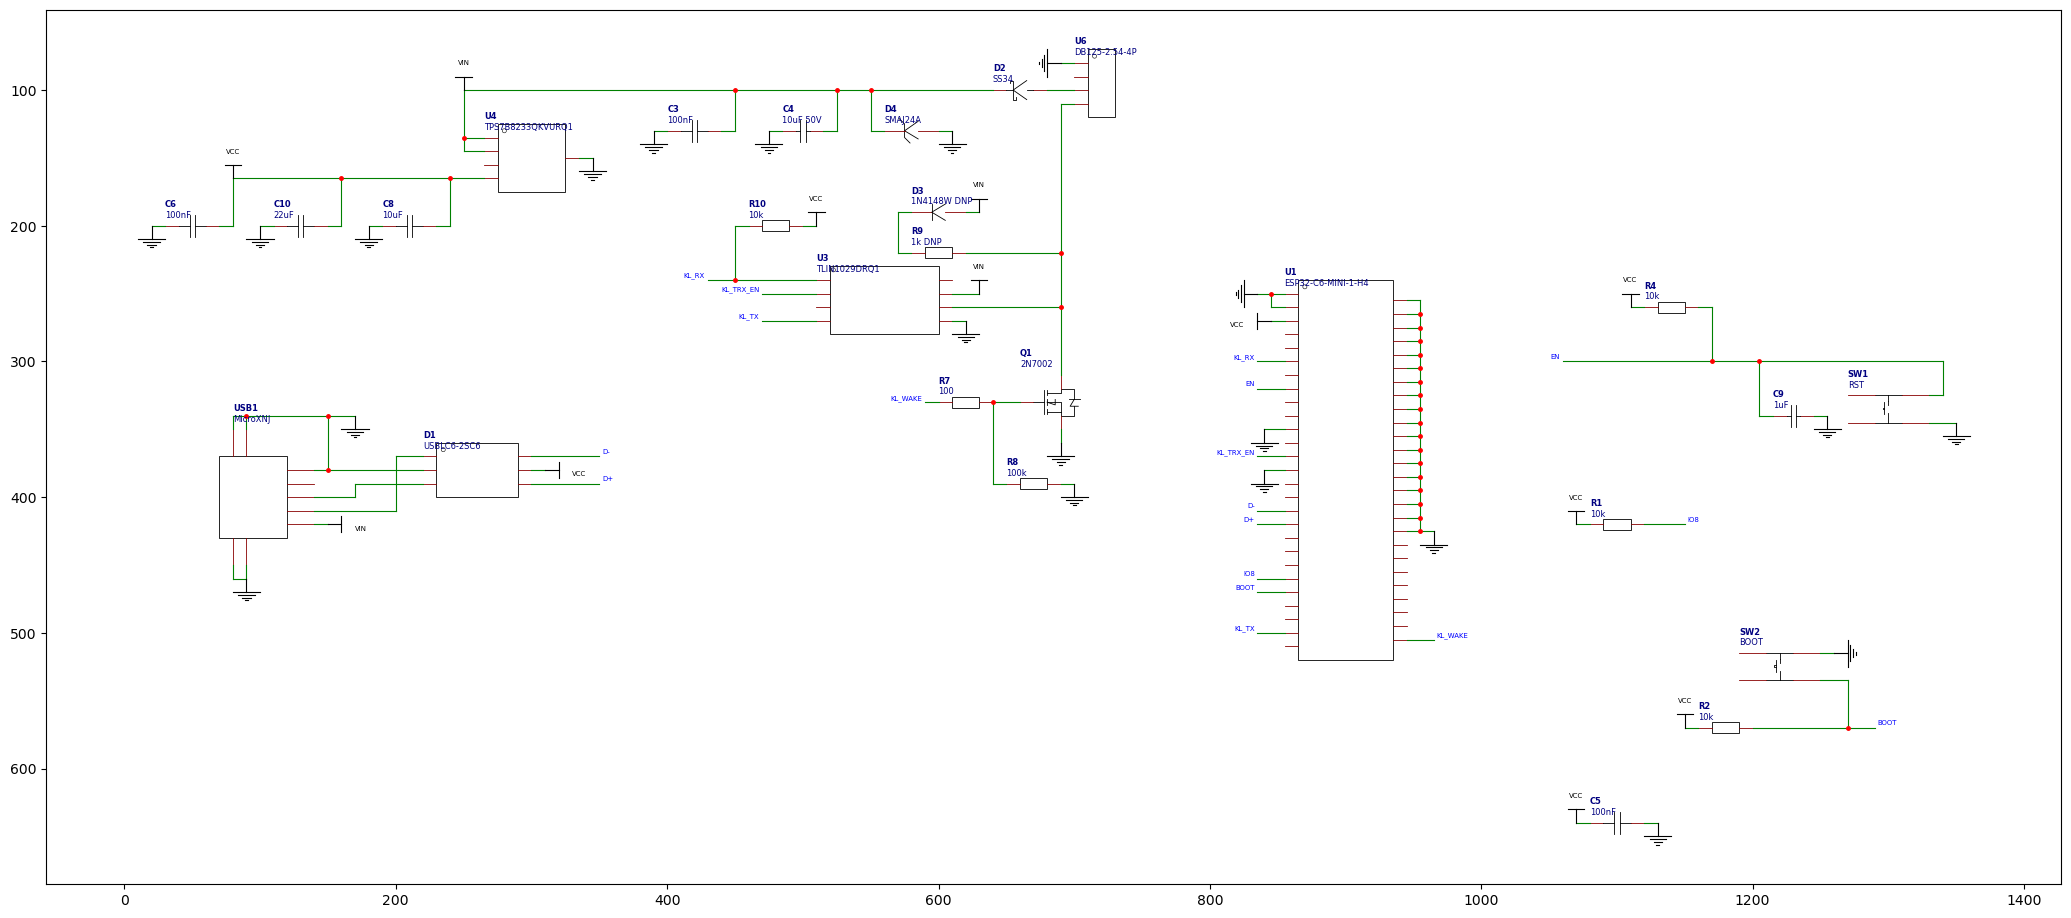 U6
DB125-2.54-4P
VIN
D2
SS34
100
C3
100nF
C4
10uF 50V
D4
SMAJ24A
U4
TPS7B8233QKVURQ1
VCC
D3
1N4148W DNP
VIN
200
C6
100nF
C10
22uF
C8
10uF
R10
10k
VCC
R9
1k DNP
U3
TLIN1029DRQ1
VIN
KL_RX
KL_TRX_EN
KL_TX
U1
ESP32-C6-MINI-1-H4
VCC
R4
10k
VCC
300
Q1
2N7002
KL_RX
EN
EN
R7
100
KL_WAKE
SW1
RST
C9
1uF
USB1
MicroXNJ
D1
USBLC6-2SC6
D-
VCC
D+
KL_TRX_EN
R8
100k
400
VIN
D-
D+
VCC
R1
10k
IO8
500
IO8
BOOT
KL_TX
KL_WAKE
SW2
BOOT
VCC
R2
10k
BOOT
600
VCC
C5
100nF
0
200
400
600
800
1000
1200
1400